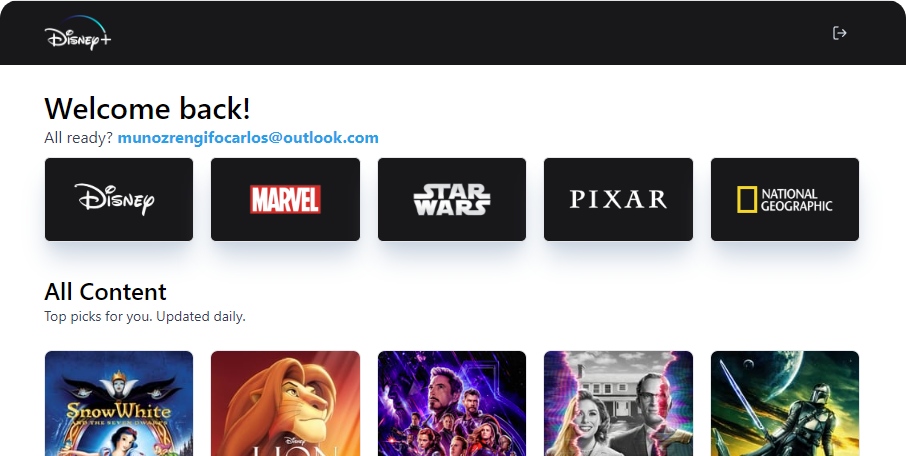 Disney+
Welcome back!
All ready? munozrengifocarlos@outlook.com
Disney
MARVEL
STAR
WARS
PIXAR
NATIONAL
GEOGRAPHIC
All Content
Top picks for you. Updated daily.
Snow White
AND THE SEVEN DWARFS
Disney
LION